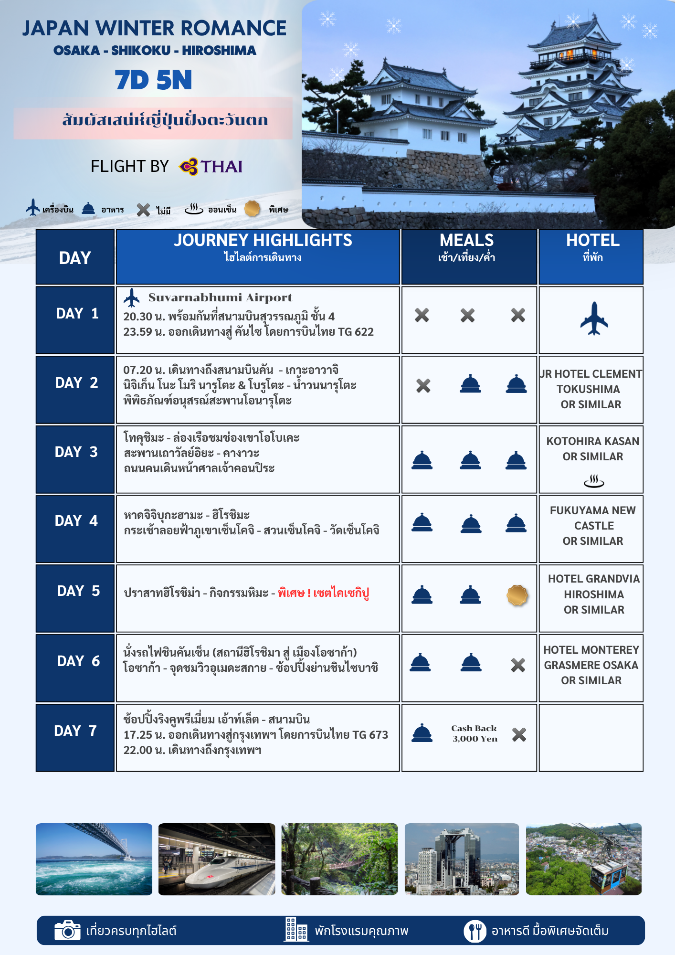 JAPAN WINTER ROMANCE
OSAKA - SHIKOKU - HIROSHIMA
7D 5N
สัมผัสเสน่ห์ญี่ปุ่นฝั่งตะวันตก
FLIGHT BY THAI
เครื่องบิน อาหาร ไม่มี ออนเซ็น พิเศษ
DAY JOURNEY HIGHLIGHTS MEALS HOTEL
ไฮไลต์การเดินทาง เช้า/เที่ยง/ค่ำ ที่พัก
DAY 1
Suvarnabhumi Airport
20.30 น. พร้อมกันที่สนามบินสุวรรณภูมิ ชั้น 4
23.59 น. ออกเดินทางสู่ คันไซ โดยการบินไทย TG 622
DAY 2
07.20 น. เดินทางถึงสนามบินคัน - เกาะอาวาจิ
นิจิเก็น โนะ โมริ นารูโตะ & โบรูโตะ - น้ำวนนารุโตะ
พิพิธภัณฑ์อนุสรณ์สะพานโอนารุโตะ
JR HOTEL CLEMENT
TOKUSHIMA
OR SIMILAR
DAY 3
โทคุชิมะ - ล่องเรือชมช่องเขาโอโบเคะ
สะพานเถาวัลย์อิยะ - คางาวะ
ถนนคนเดินหน้าศาลเจ้าคอนปิระ
KOTOHIRA KASAN
OR SIMILAR
DAY 4
หาดจิจิบุกะฮามะ - ฮิโรชิมะ
กระเช้าลอยฟ้าภูเขาเซ็นโคจิ - สวนเซ็นโคจิ - วัดเซ็นโคจิ
FUKUYAMA NEW
CASTLE
OR SIMILAR
DAY 5
ปราสาทฮิโรชิม่า - กิจกรรมหิมะ - พิเศษ ! เซตไคเซกิปู
HOTEL GRANDVIA
HIROSHIMA
OR SIMILAR
DAY 6
นั่งรถไฟชินคันเซ็น (สถานีฮิโรชิมา สู่ เมืองโอซาก้า)
โอซาก้า - จุดชมวิวอุเมดะสกาย - ช้อปปิ้งย่านชินไซบาชิ
HOTEL MONTEREY
GRASMERE OSAKA
OR SIMILAR
DAY 7
ช้อปปิ้งริงคูพรีเมี่ยม เอ้าท์เล็ต - สนามบิน
17.25 น. ออกเดินทางสู่กรุงเทพฯ โดยการบินไทย TG 673
22.00 น. เดินทางถึงกรุงเทพฯ
Cash Back
3,000 Yen
เที่ยวครบทุกไฮไลต์ พักโรงแรมคุณภาพ อาหารดี มื้อพิเศษจัดเต็ม